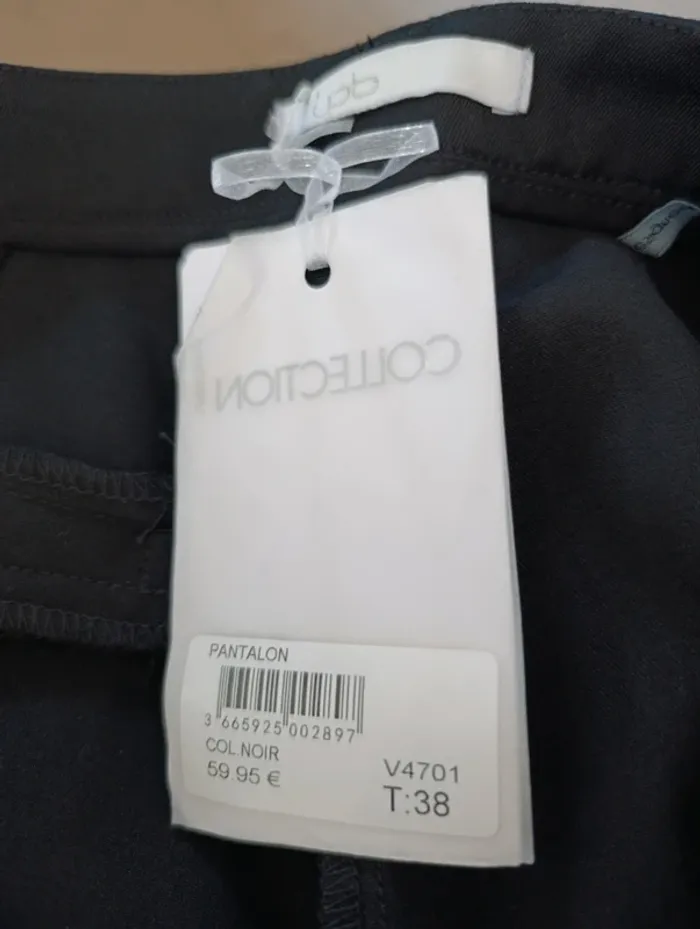 COLLECTION
PANTALON
3 665925 002897
COL.NOIR
59.95 €
V4701
T:38